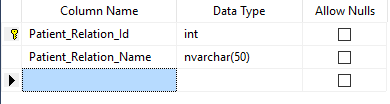 Column Name Data Type Allow Nulls
Patient_Relation_Id int
Patient_Relation_Name nvarchar(50)